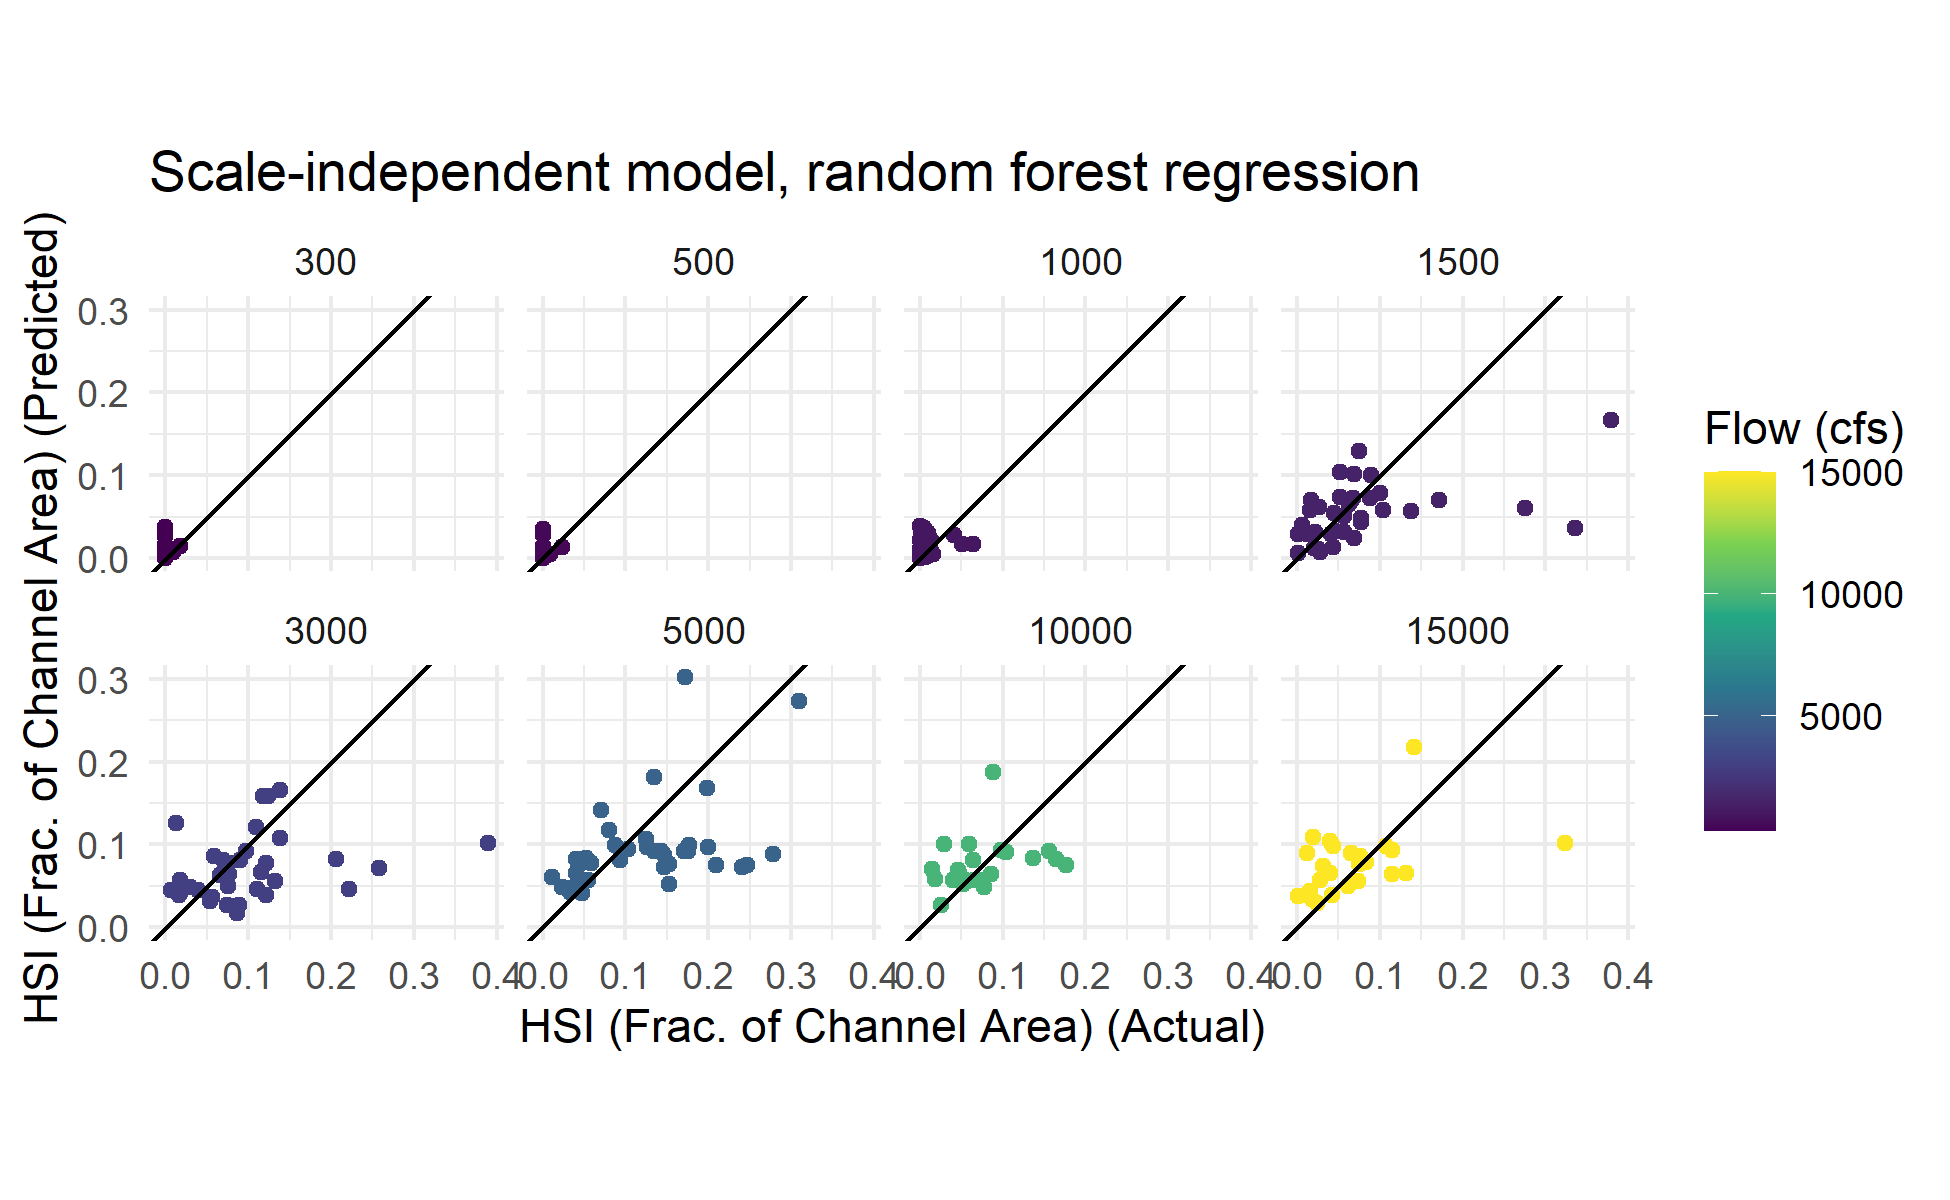 Scale-independent model, random forest regression
300 500 1000 1500
0.3
0.2
0.1
0.0
3000 5000 10000 15000
0.3
0.2
0.1
0.0
0.0 0.1 0.2 0.3 0.4 0.0 0.1 0.2 0.3 0.4 0.0 0.1 0.2 0.3 0.4 0.0 0.1 0.2 0.3 0.4
HSI (Frac. of Channel Area) (Actual)
HSI (Frac. of Channel Area) (Predicted)
Flow (cfs)
15000
10000
5000